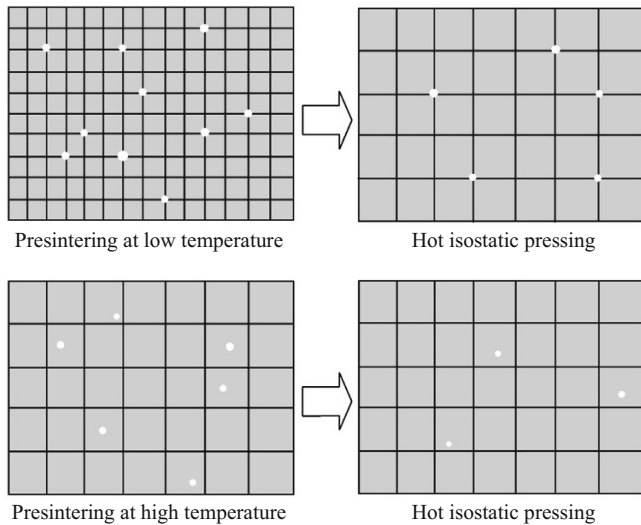 Presintering at low temperature
Hot isostatic pressing
Presintering at high temperature
Hot isostatic pressing